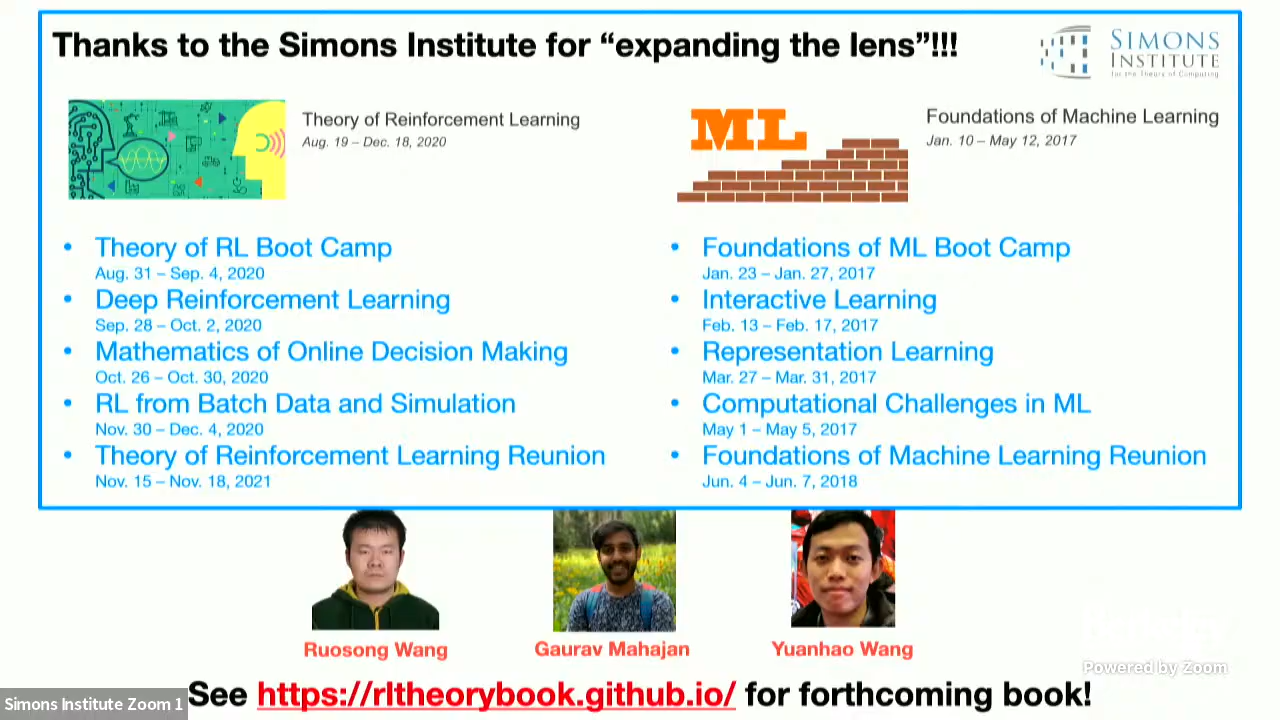 Thanks to the Simons Institute for “expanding the lens”!!!
SIMONS
INSTITUTE
for the Theory of Computing
Theory of Reinforcement Learning
Aug. 19 – Dec. 18, 2020
ML
Foundations of Machine Learning
Jan. 10 – May 12, 2017
• Theory of RL Boot Camp
Aug. 31 – Sep. 4, 2020
• Deep Reinforcement Learning
Sep. 28 – Oct. 2, 2020
• Mathematics of Online Decision Making
Oct. 26 – Oct. 30, 2020
• RL from Batch Data and Simulation
Nov. 30 – Dec. 4, 2020
• Theory of Reinforcement Learning Reunion
Nov. 15 – Nov. 18, 2021
• Foundations of ML Boot Camp
Jan. 23 – Jan. 27, 2017
• Interactive Learning
Feb. 13 – Feb. 17, 2017
• Representation Learning
Mar. 27 – Mar. 31, 2017
• Computational Challenges in ML
May 1 – May 5, 2017
• Foundations of Machine Learning Reunion
Jun. 4 – Jun. 7, 2018
Ruosong Wang
Gaurav Mahajan
Yuanhao Wang
Powered by Zoom
Simons Institute Zoom 1
See https://rltheorybook.github.io/ for forthcoming book!